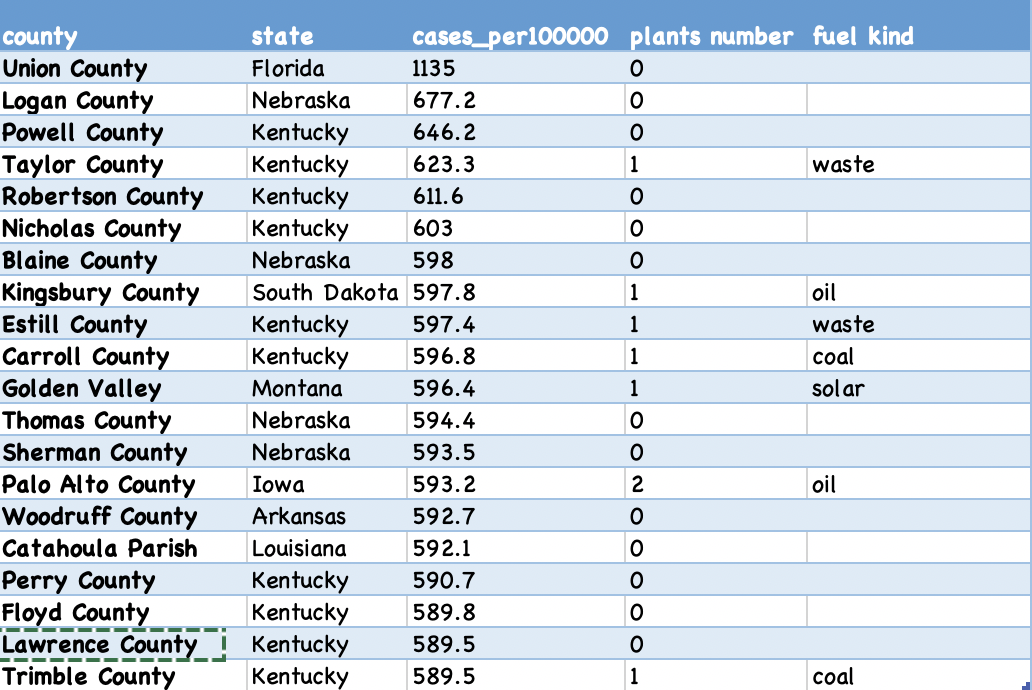 county state cases_per100000 plants number fuel kind
Union County Florida 1135 0
Logan County Nebraska 677.2 0
Powell County Kentucky 646.2 0
Taylor County Kentucky 623.3 1 waste
Robertson County Kentucky 611.6 0
Nicholas County Kentucky 603 0
Blaine County Nebraska 598 0
Kingsbury County South Dakota 597.8 1 oil
Estill County Kentucky 597.4 1 waste
Carroll County Kentucky 596.8 1 coal
Golden Valley Montana 596.4 1 solar
Thomas County Nebraska 594.4 0
Sherman County Nebraska 593.5 0
Palo Alto County Iowa 593.2 2 oil
Woodruff County Arkansas 592.7 0
Catahoula Parish Louisiana 592.1 0
Perry County Kentucky 590.7 0
Floyd County Kentucky 589.8 0
Lawrence County Kentucky 589.5 0
Trimble County Kentucky 589.5 1 coal